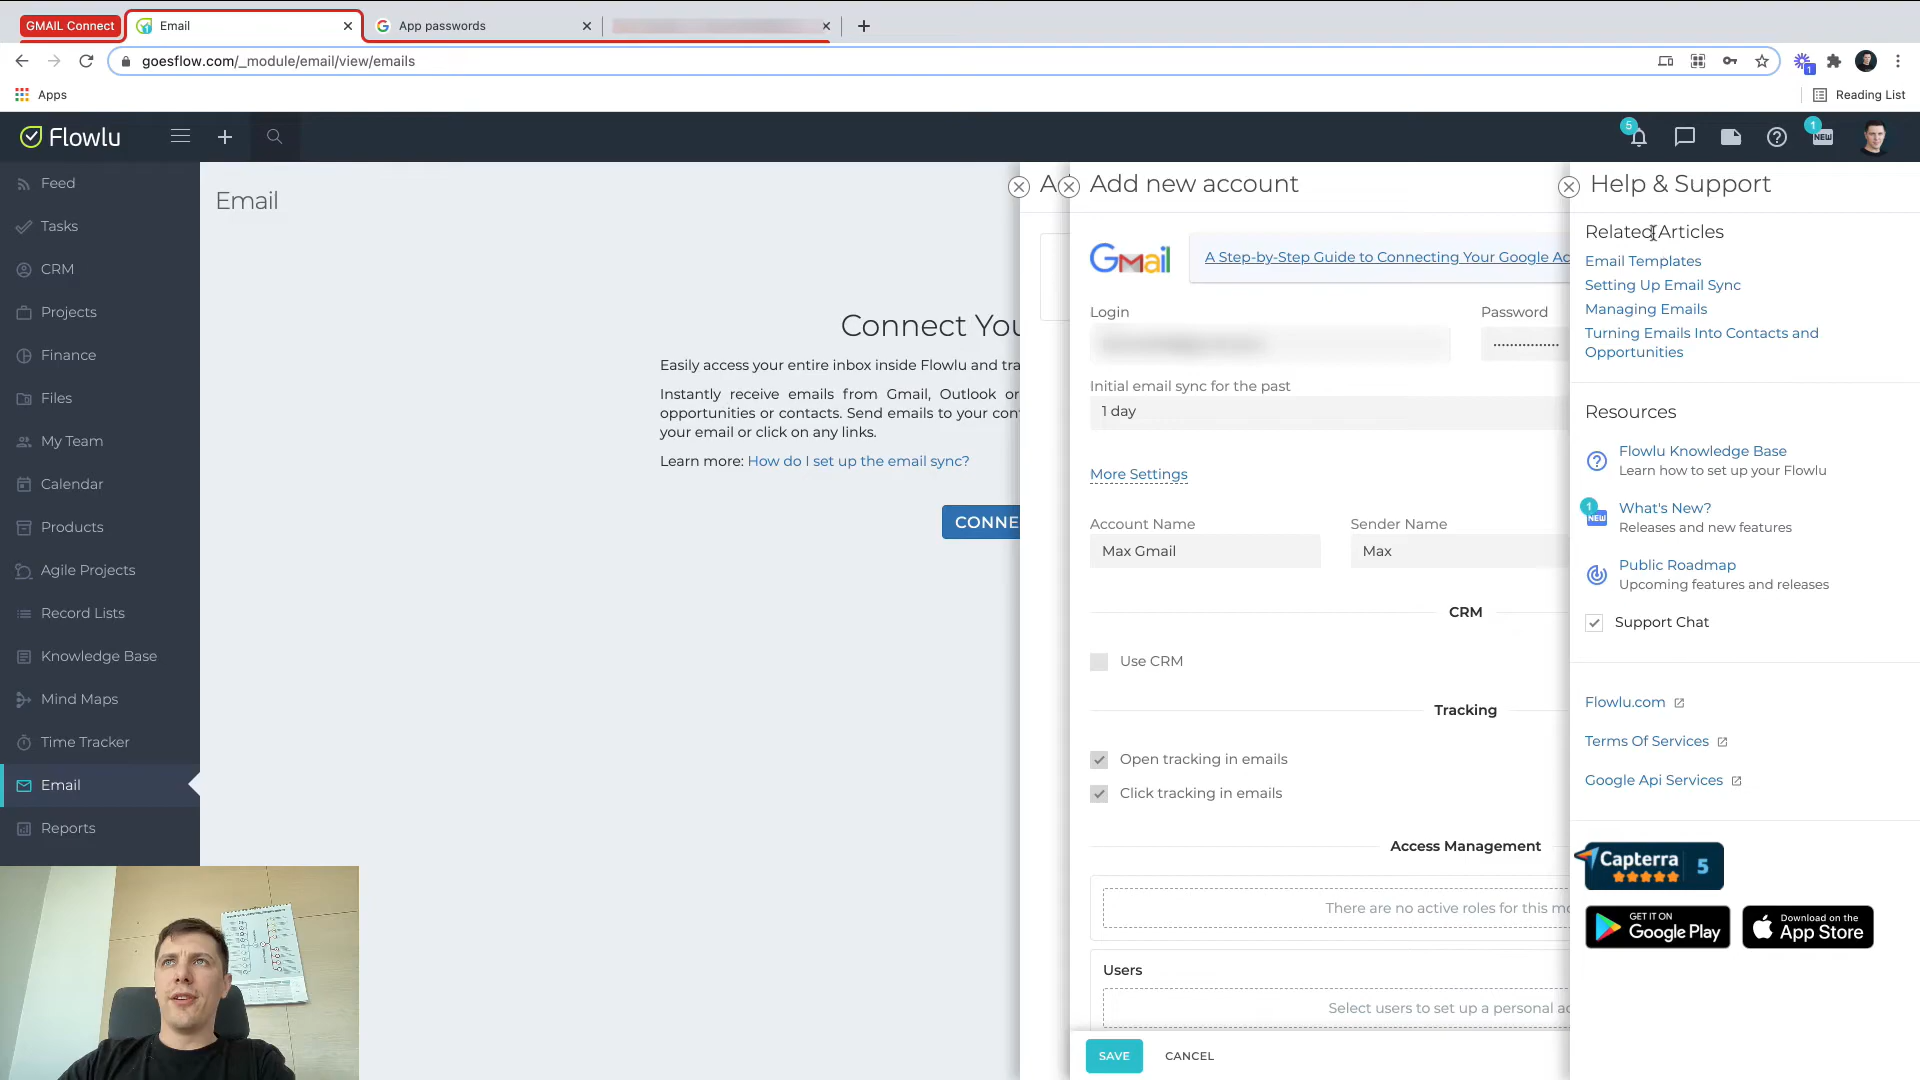 GMAIL Connect
Email
App passwords
goesflow.com/_module/email/view/emails
1
Apps
Reading List
Flowlu
5
1
NEW
Feed
Tasks
CRM
Projects
Finance
Files
My Team
Calendar
Products
Agile Projects
Record Lists
Knowledge Base
Mind Maps
Time Tracker
Email
Reports
Email
Connect You
Easily access your entire inbox inside Flowlu and tra
Instantly receive emails from Gmail, Outlook or
opportunities or contacts. Send emails to your con
your email or click on any links.
Learn more: How do I set up the email sync?
CONNE
A
Add new account
Gmail
A Step-by-Step Guide to Connecting Your Google Ac
Login
Password
Initial email sync for the past
1 day
More Settings
Account Name
Sender Name
Max Gmail
Max
CRM
Use CRM
Tracking
Open tracking in emails
Click tracking in emails
Access Management
There are no active roles for this mo
Users
Select users to set up a personal ac
SAVE
CANCEL
Help & Support
Related Articles
Email Templates
Setting Up Email Sync
Managing Emails
Turning Emails Into Contacts and
Opportunities
Resources
Flowlu Knowledge Base
Learn how to set up your Flowlu
1
NEW
What's New?
Releases and new features
Public Roadmap
Upcoming features and releases
Support Chat
Flowlu.com
Terms Of Services
Google Api Services
Capterra 5
GET IT ON
Google Play
Download on the
App Store